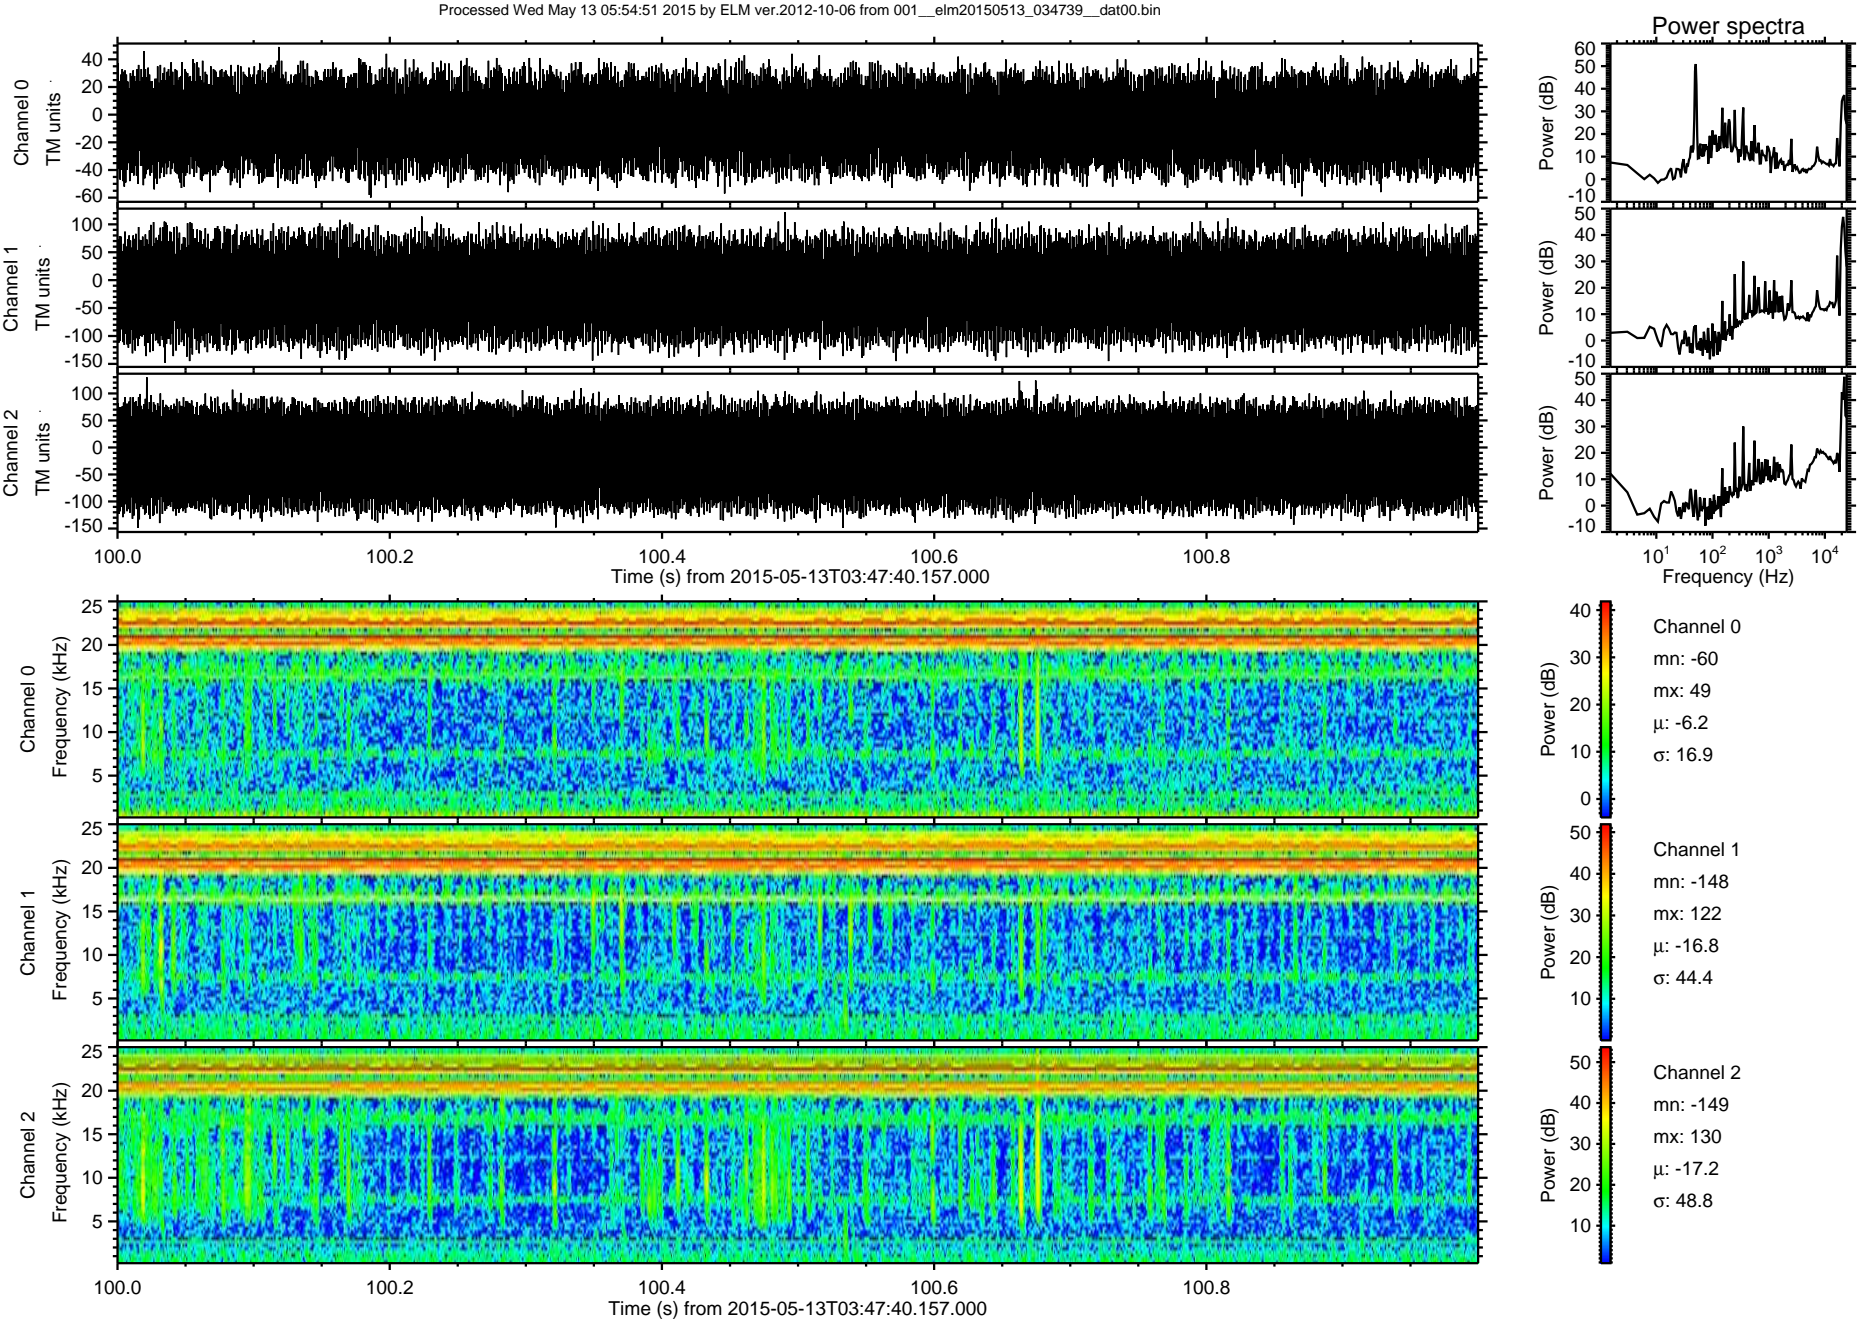 Processed Wed May 13 05:54:51 2015 by ELM ver.2012-10-06 from 001__elm20150513_034739__dat00.bin
Power spectra
Channel 0
TM units
40
20
0
-20
-40
-60
Power (dB)
60
50
40
30
20
10
0
-10
Channel 1
TM units
100
50
0
-50
-100
-150
Power (dB)
50
40
30
20
10
0
-10
Channel 2
TM units
100
50
0
-50
-100
-150
Power (dB)
50
40
30
20
10
0
-10
100.0 100.2 100.4 100.6 100.8
Time (s) from 2015-05-13T03:47:40.157.000
10^1 10^2 10^3 10^4
Frequency (Hz)
Channel 0
Frequency (kHz)
25
20
15
10
5
Power (dB)
40
30
20
10
0
Channel 0
mn: -60
mx: 49
μ: -6.2
σ: 16.9
Channel 1
Frequency (kHz)
25
20
15
10
5
Power (dB)
50
40
30
20
10
Channel 1
mn: -148
mx: 122
μ: -16.8
σ: 44.4
Channel 2
Frequency (kHz)
25
20
15
10
5
Power (dB)
50
40
30
20
10
Channel 2
mn: -149
mx: 130
μ: -17.2
σ: 48.8
100.0 100.2 100.4 100.6 100.8
Time (s) from 2015-05-13T03:47:40.157.000